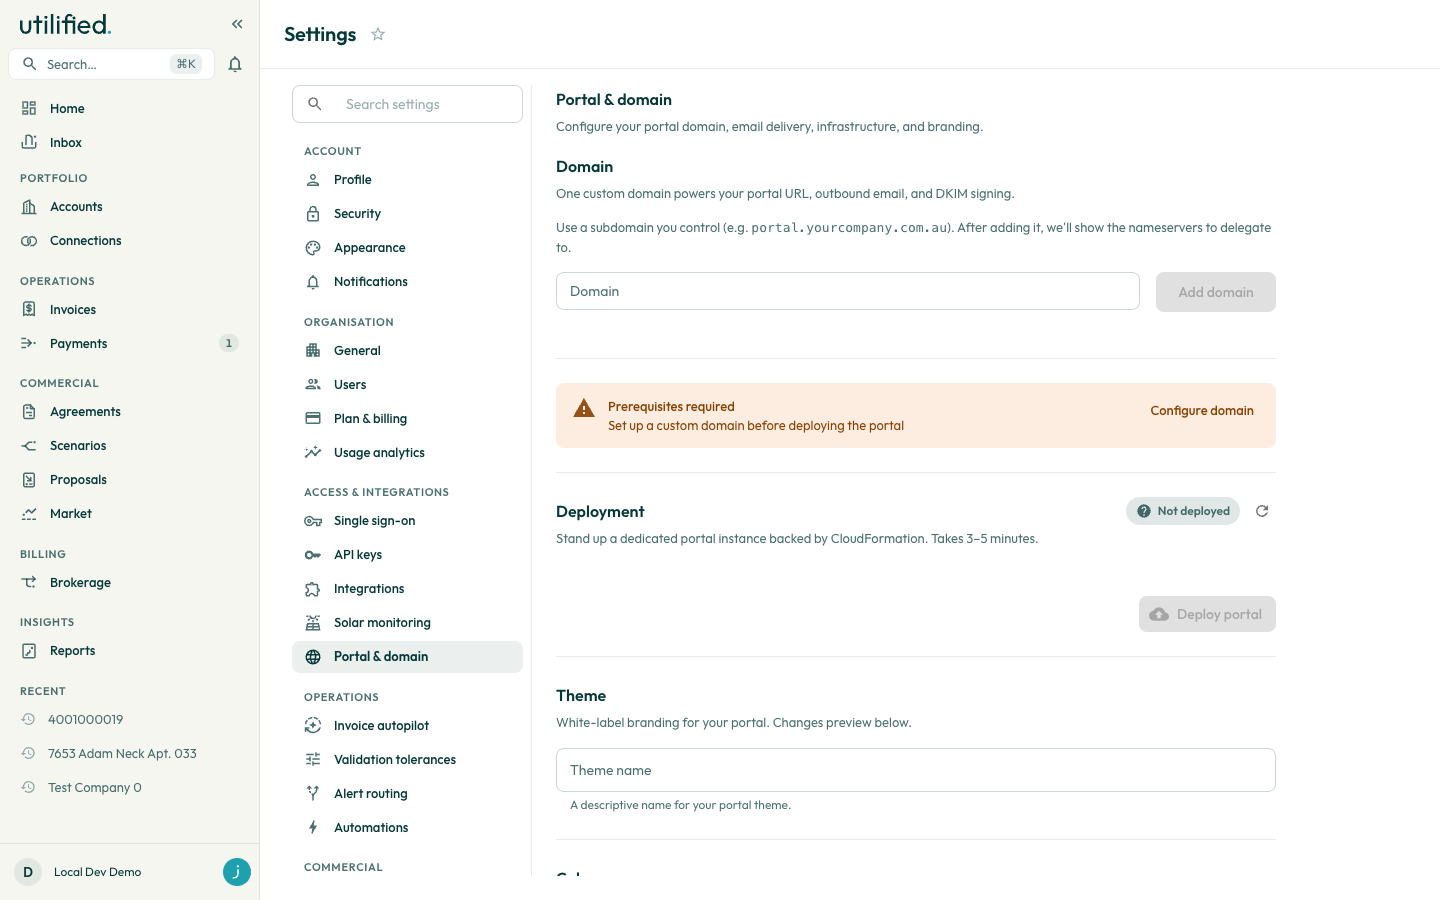 utilified.
Search...
⌘K
Home
Inbox
PORTFOLIO
Accounts
Connections
OPERATIONS
Invoices
Payments
1
COMMERCIAL
Agreements
Scenarios
Proposals
Market
BILLING
Brokerage
INSIGHTS
Reports
RECENT
4001000019
7653 Adam Neck Apt. 033
Test Company 0
D
Local Dev Demo
j
Settings
Search settings
ACCOUNT
Profile
Security
Appearance
Notifications
ORGANISATION
General
Users
Plan & billing
Usage analytics
ACCESS & INTEGRATIONS
Single sign-on
API keys
Integrations
Solar monitoring
Portal & domain
OPERATIONS
Invoice autopilot
Validation tolerances
Alert routing
Automations
COMMERCIAL
Portal & domain
Configure your portal domain, email delivery, infrastructure, and branding.
Domain
One custom domain powers your portal URL, outbound email, and DKIM signing.
Use a subdomain you control (e.g. portal.yourcompany.com.au). After adding it, we'll show the nameservers to delegate
to.
Domain
Add domain
Prerequisites required
Set up a custom domain before deploying the portal
Configure domain
Deployment
Not deployed
Stand up a dedicated portal instance backed by CloudFormation. Takes 3–5 minutes.
Deploy portal
Theme
White-label branding for your portal. Changes preview below.
Theme name
A descriptive name for your portal theme.